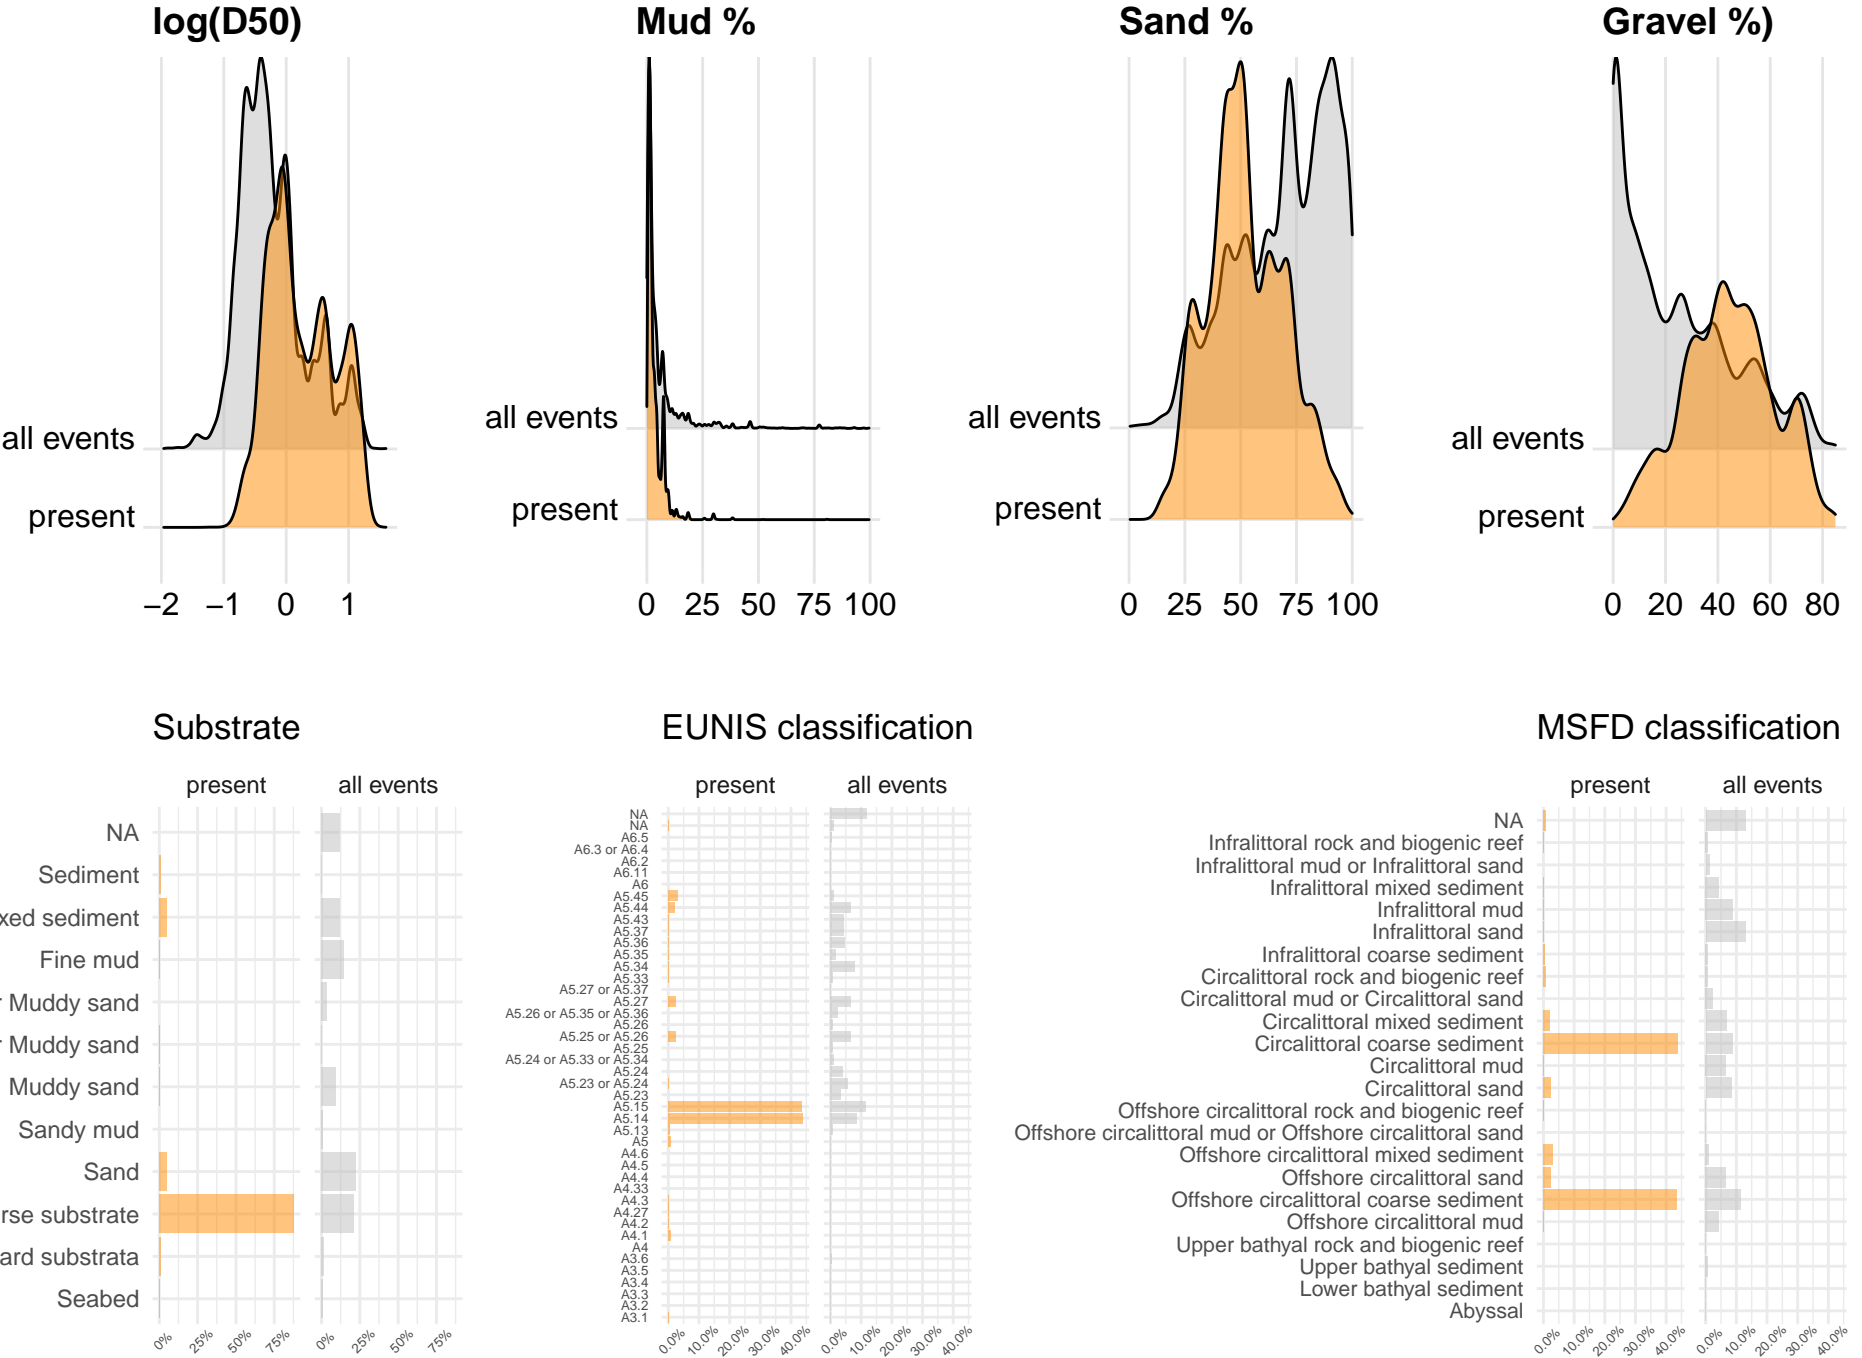 log(D50)
Mud %
Sand %
Gravel %)
all events
present
−2 −1 0 1
all events
present
0 25 50 75 100
all events
present
0 25 50 75 100
all events
present
0 20 40 60 80
Substrate
present all events
NA
Sediment
xed sediment
Fine mud
r Muddy sand
r Muddy sand
Muddy sand
Sandy mud
Sand
rse substrate
ard substrata
Seabed
0% 25% 50% 75% 0% 25% 50% 75%
EUNIS classification
present all events
NA
NA
A6.5
A6.3 or A6.4
A6.2
A6.11
A6
A5.45
A5.44
A5.43
A5.37
A5.36
A5.35
A5.34
A5.33
A5.27 or A5.37
A5.27
A5.26 or A5.35 or A5.36
A5.26
A5.25 or A5.26
A5.25
A5.24 or A5.33 or A5.34
A5.24
A5.23 or A5.24
A5.23
A5.15
A5.14
A5.13
A5
A4.6
A4.5
A4.4
A4.33
A4.3
A4.27
A4.2
A4.1
A4
A3.6
A3.5
A3.4
A3.3
A3.2
A3.1
0.0% 10.0% 20.0% 30.0% 40.0% 0.0% 10.0% 20.0% 30.0% 40.0%
MSFD classification
present all events
NA
Infralittoral rock and biogenic reef
Infralittoral mud or Infralittoral sand
Infralittoral mixed sediment
Infralittoral mud
Infralittoral sand
Infralittoral coarse sediment
Circalittoral rock and biogenic reef
Circalittoral mud or Circalittoral sand
Circalittoral mixed sediment
Circalittoral coarse sediment
Circalittoral mud
Circalittoral sand
Offshore circalittoral rock and biogenic reef
Offshore circalittoral mud or Offshore circalittoral sand
Offshore circalittoral mixed sediment
Offshore circalittoral sand
Offshore circalittoral coarse sediment
Offshore circalittoral mud
Upper bathyal rock and biogenic reef
Upper bathyal sediment
Lower bathyal sediment
Abyssal
0.0% 10.0% 20.0% 30.0% 40.0% 0.0% 10.0% 20.0% 30.0% 40.0%